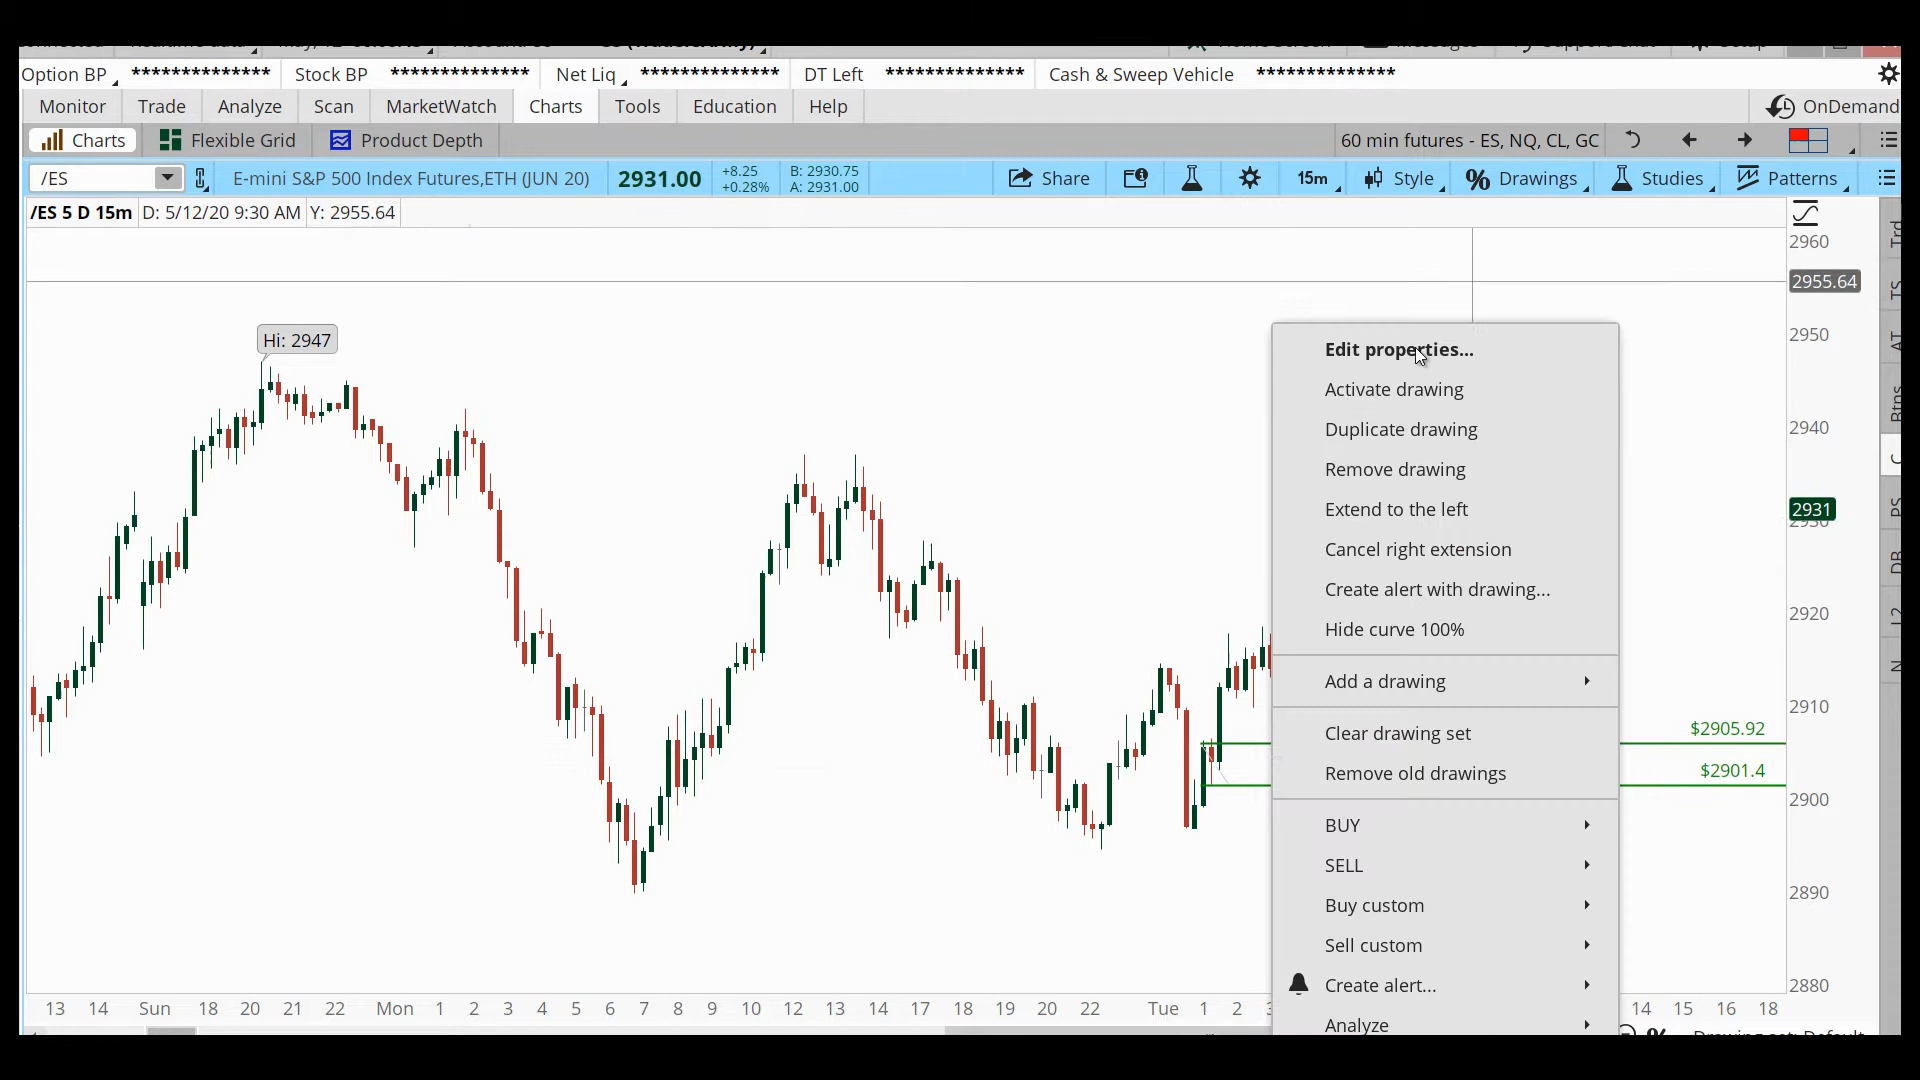 Option BP ************** Stock BP ************** Net Liq ************** DT Left ************** Cash & Sweep Vehicle **************
Monitor Trade Analyze Scan MarketWatch Charts Tools Education Help OnDemand
Charts Flexible Grid Product Depth 60 min futures - ES, NQ, CL, GC
/ES E-mini S&P 500 Index Futures,ETH (JUN 20) 2931.00 +8.25 B: 2930.75 Share 15m Style Drawings Studies Patterns
+0.28% A: 2931.00
/ES 5 D 15m D: 5/12/20 9:30 AM Y: 2955.64
2960
2955.64
Hi: 2947
2950
2940
2931
2920
2910
2900
2890
2880
Edit properties...
Activate drawing
Duplicate drawing
Remove drawing
Extend to the left
Cancel right extension
Create alert with drawing...
Hide curve 100%
Add a drawing
Clear drawing set
Remove old drawings
BUY
SELL
Buy custom
Sell custom
Create alert...
Analyze
$2905.92
$2901.4
Trd
TS
AT
Btns
C
PS
DB
L2
N
13 14 Sun 18 20 21 22 Mon 1 2 3 4 5 6 7 8 9 10 12 13 14 17 18 19 20 22 Tue 1 2 14 15 16 18